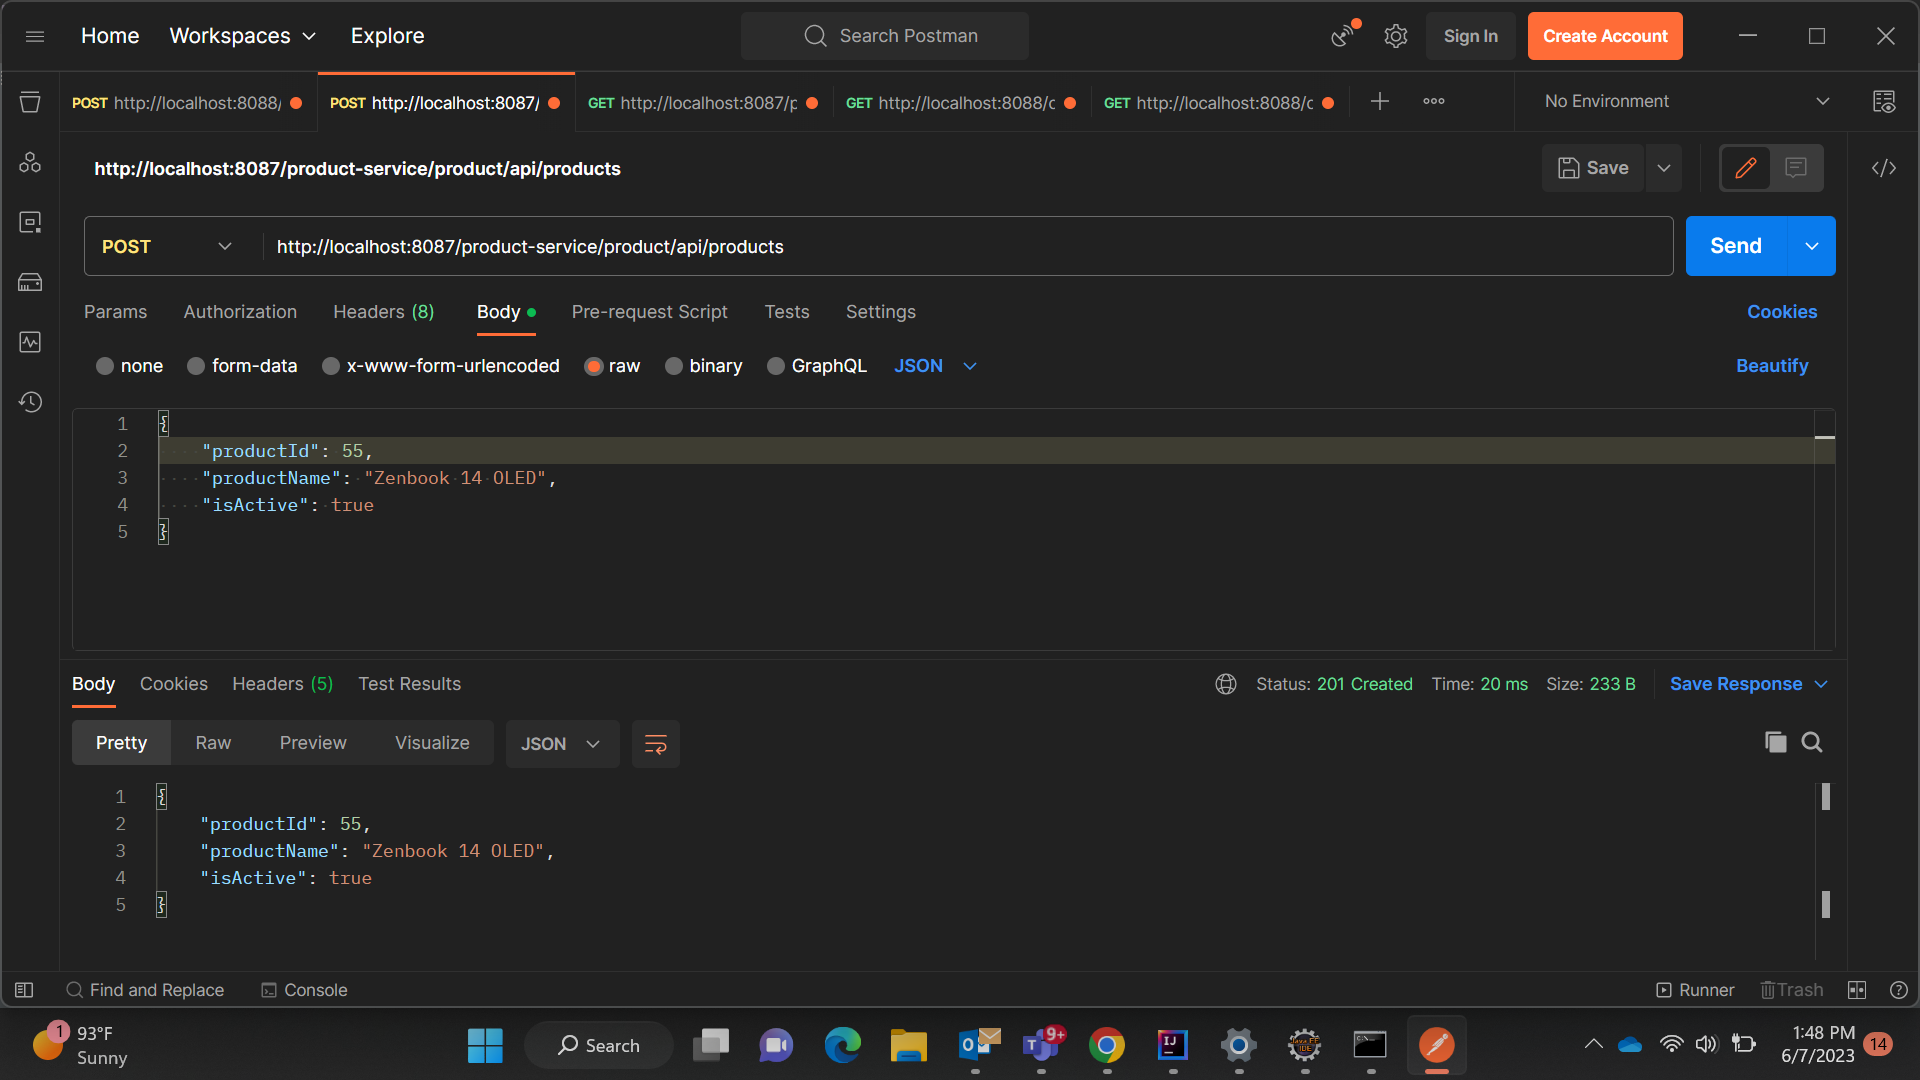 Home Workspaces Explore Search Postman Sign In Create Account
POST http://localhost:8088/ POST http://localhost:8087/ GET http://localhost:8087/p GET http://localhost:8088/c GET http://localhost:8088/c No Environment
http://localhost:8087/product-service/product/api/products Save
POST http://localhost:8087/product-service/product/api/products Send
Params Authorization Headers (8) Body Pre-request Script Tests Settings Cookies
none form-data x-www-form-urlencoded raw binary GraphQL JSON Beautify
1 {
2 "productId": 55,
3 "productName": "Zenbook 14 OLED",
4 "isActive": true
5 }
Body Cookies Headers (5) Test Results Status: 201 Created Time: 20 ms Size: 233 B Save Response
Pretty Raw Preview Visualize JSON
1 {
2 "productId": 55,
3 "productName": "Zenbook 14 OLED",
4 "isActive": true
5 }
Find and Replace Console Runner Trash
1 93°F
Sunny
Search
9+
1:48 PM
6/7/2023 14